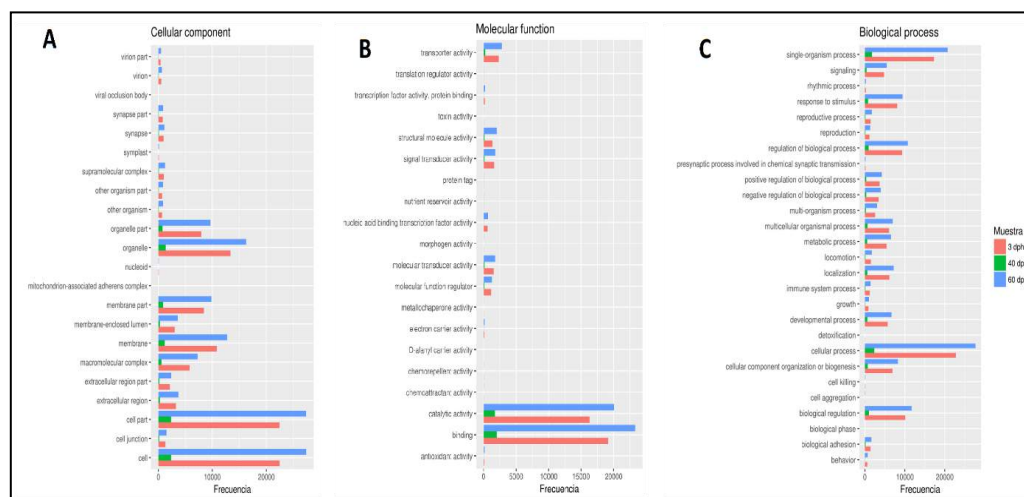 A
Cellular component
virion part
virion
viral occlusion body
synapse part
synapse
symplast
supramolecular complex
other organism part
other organism
organelle part
organelle
nucleoid
mitochondrion-associated adherens complex
membrane part
membrane-enclosed lumen
membrane
macromolecular complex
extracellular region part
extracellular region
cell part
cell junction
cell
0
10000
20000
Frecuencia
B
Molecular function
transporter activity
translation regulator activity
transcription factor activity, protein binding
toxin activity
structural molecule activity
signal transducer activity
protein tag
nutrient reservoir activity
nucleic acid binding transcription factor activity
morphogen activity
molecular transducer activity
molecular function regulator
metallochaperone activity
electron carrier activity
D-alanyl carrier activity
chemorepellent activity
chemoattractant activity
catalytic activity
binding
antioxidant activity
0
5000
10000
15000
20000
Frecuencia
C
Biological process
single-organism process
signaling
rhythmic process
response to stimulus
reproductive process
reproduction
regulation of biological process
presynaptic process involved in chemical synaptic transmission
positive regulation of biological process
negative regulation of biological process
multi-organism process
multicellular organismal process
metabolic process
locomotion
localization
immune system process
growth
developmental process
detoxification
cellular process
cellular component organization or biogenesis
cell killing
cell aggregation
biological regulation
biological phase
biological adhesion
behavior
0
10000
20000
Frecuencia
Muestra
3 dph
40 dp
60 dp